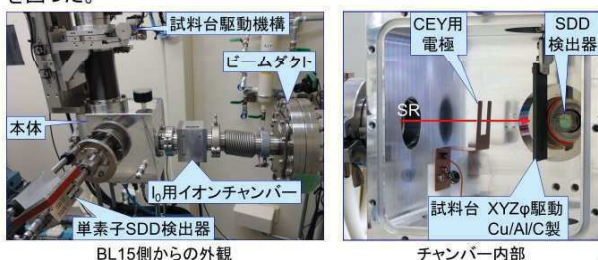 を図った。
試料台駆動機構
ビームダクト
本体
I₀用イオンチャンバー
単素子SDD検出器
BL15側からの外観
CEY用
電極
SDD
検出器
SR
試料台 XYZφ駆動
Cu/Al/C製
チャンバー内部